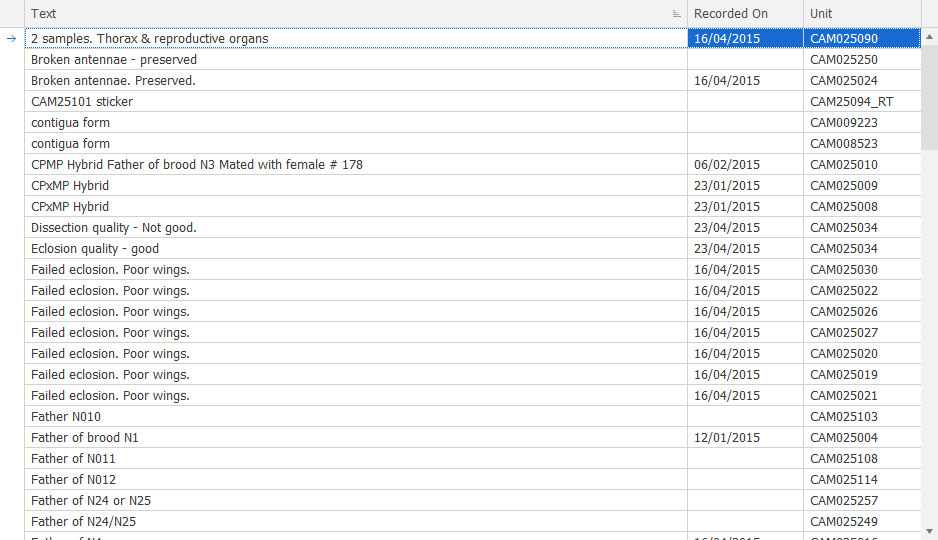 Text Recorded On Unit
2 samples. Thorax & reproductive organs 16/04/2015 CAM025090
Broken antennae - preserved CAM025250
Broken antennae. Preserved. 16/04/2015 CAM025024
CAM25101 sticker CAM25094_RT
contigua form CAM009223
contigua form CAM008523
CPMP Hybrid Father of brood N3 Mated with female # 178 06/02/2015 CAM025010
CPxMP Hybrid 23/01/2015 CAM025009
CPxMP Hybrid 23/01/2015 CAM025008
Dissection quality - Not good. 23/04/2015 CAM025034
Eclosion quality - good 23/04/2015 CAM025034
Failed eclosion. Poor wings. 16/04/2015 CAM025030
Failed eclosion. Poor wings. 16/04/2015 CAM025022
Failed eclosion. Poor wings. 16/04/2015 CAM025026
Failed eclosion. Poor wings. 16/04/2015 CAM025027
Failed eclosion. Poor wings. 16/04/2015 CAM025020
Failed eclosion. Poor wings. 16/04/2015 CAM025019
Failed eclosion. Poor wings. 16/04/2015 CAM025021
Father N010 CAM025103
Father of brood N1 12/01/2015 CAM025004
Father of N011 CAM025108
Father of N012 CAM025114
Father of N24 or N25 CAM025257
Father of N24/N25 CAM025249
Father of 16/04/2015